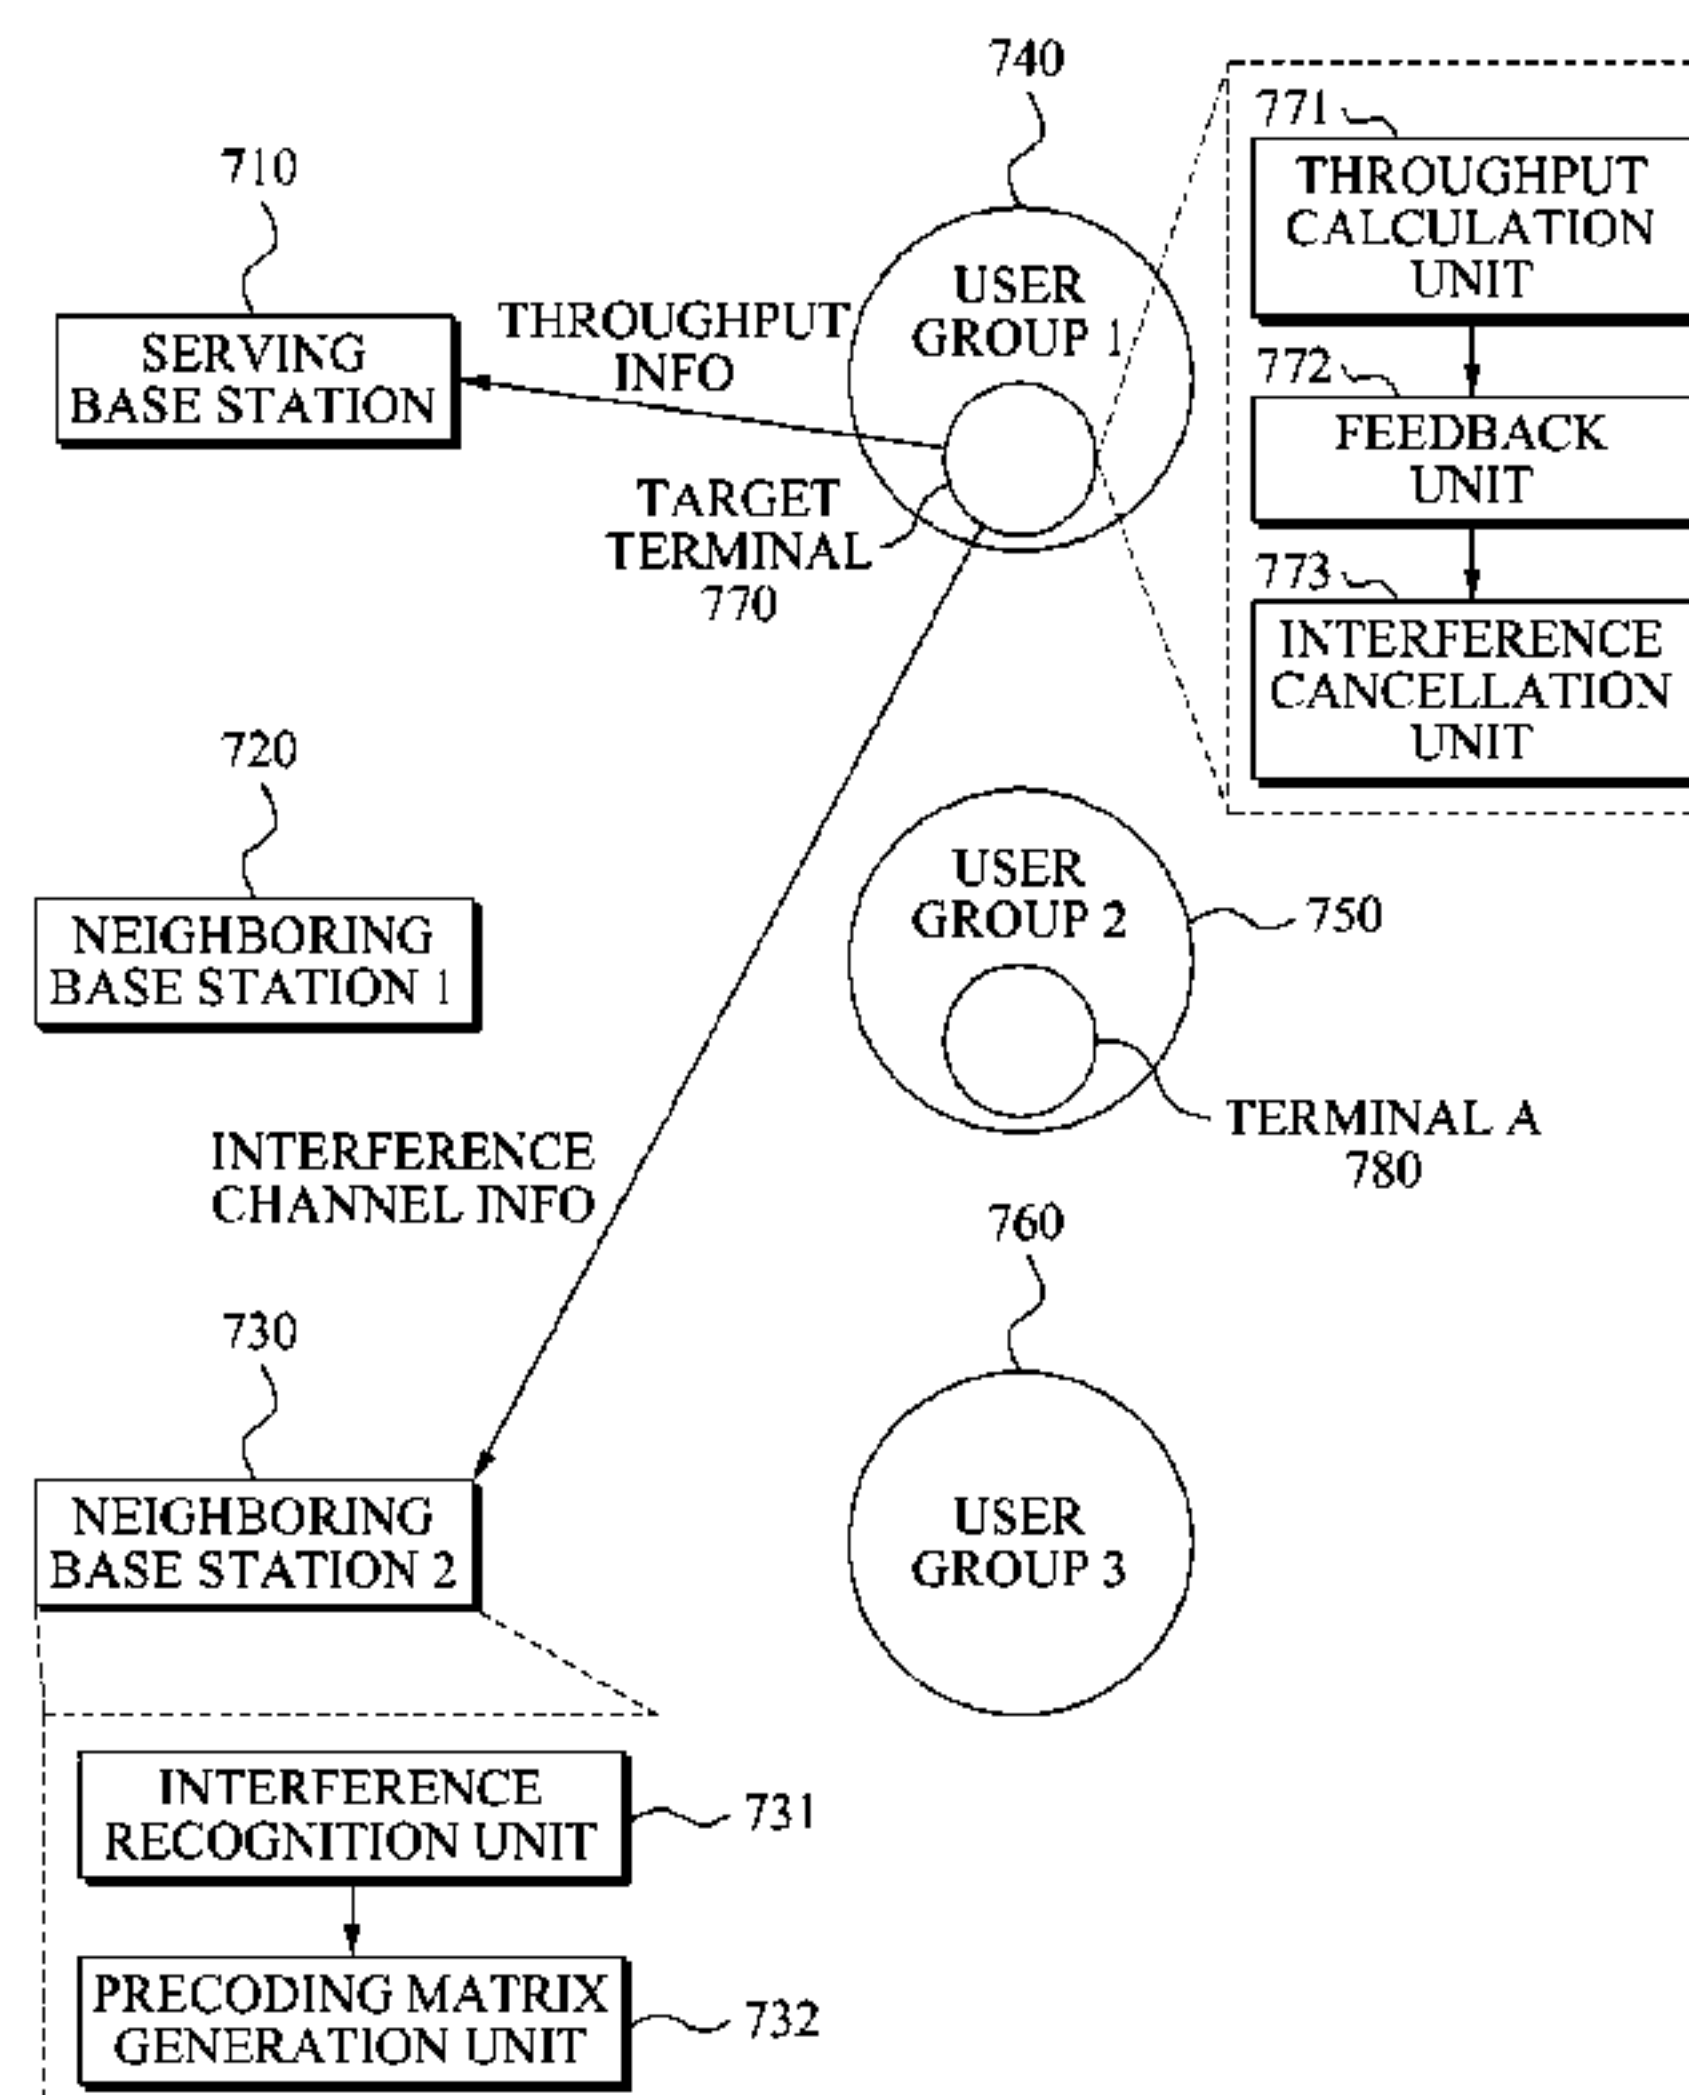 740
771
THROUGHPUT
CALCULATION
UNIT
710
USER
GROUP 1
THROUGHPUT
INFO
SERVING
BASE STATION
772
FEEDBACK
UNIT
TARGET
TERMINAL
770
773
INTERFERENCE
CANCELLATION
UNIT
720
NEIGHBORING
BASE STATION 1
USER
GROUP 2
750
TERMINAL A
780
INTERFERENCE
CHANNEL INFO
760
730
NEIGHBORING
BASE STATION 2
USER
GROUP 3
INTERFERENCE
RECOGNITION UNIT
731
PRECODING MATRIX
GENERATION UNIT
732